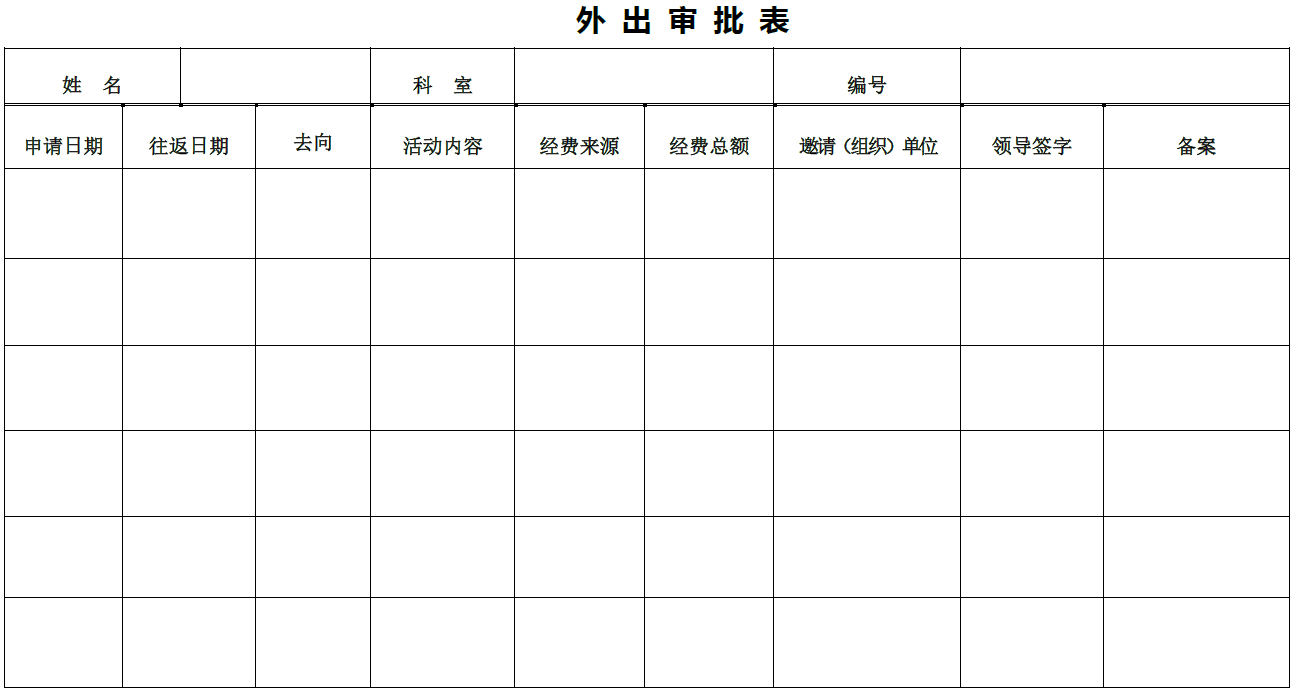 外出审批表
姓 名 科 室 编号
申请日期 往返日期 去向 活动内容 经费来源 经费总额 邀请（组织）单位 领导签字 备案